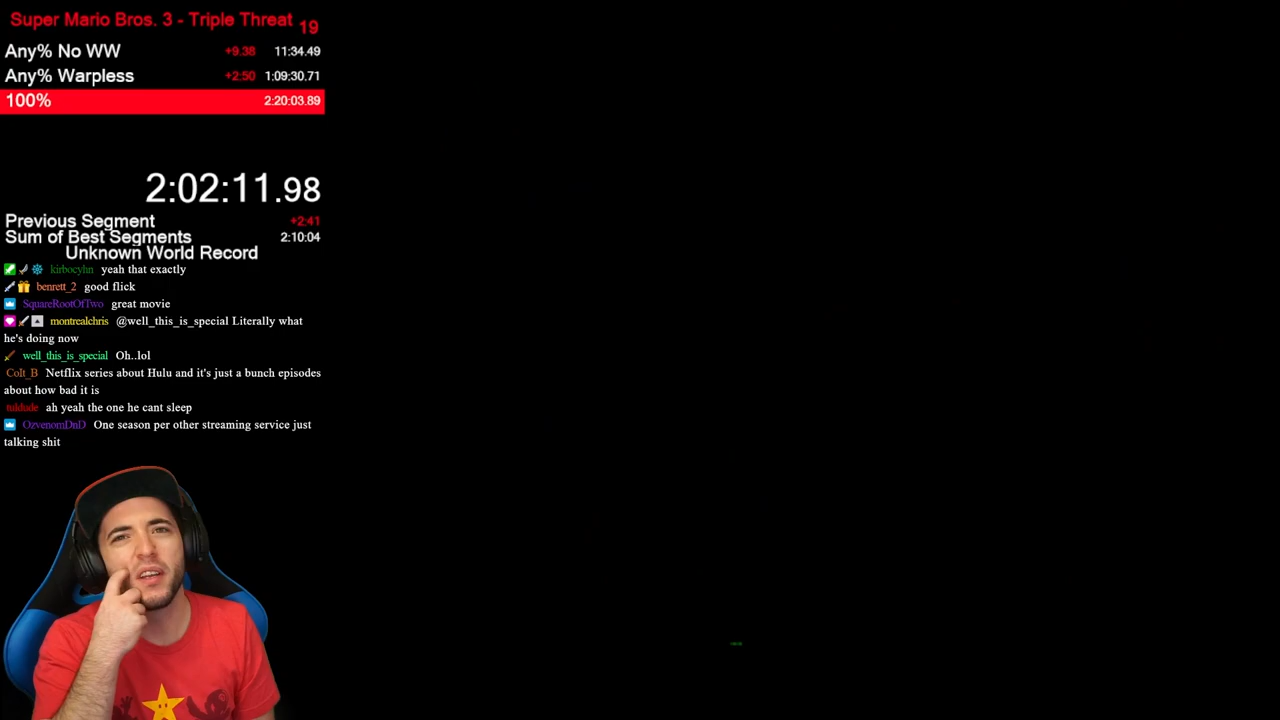 Super Mario Bros. 3 - Triple Threat
19
Any% No WW +9.38 11:34.49
Any% Warpless +2:50 1:09:30.71
100% 2:20:03.89
2:02:11.98
Previous Segment +2:41
Sum of Best Segments 2:10:04
Unknown World Record
kirbocyhn yeah that exactly
benrett_2 good flick
SquareRootOfTwo great movie
montrealchris @well_this_is_special Literally what
he's doing now
well_this_is_special Oh..lol
Colt_B Netflix series about Hulu and it's just a bunch episodes
about how bad it is
tuldude ah yeah the one he cant sleep
OzvenomDnD One season per other streaming service just
talking shit